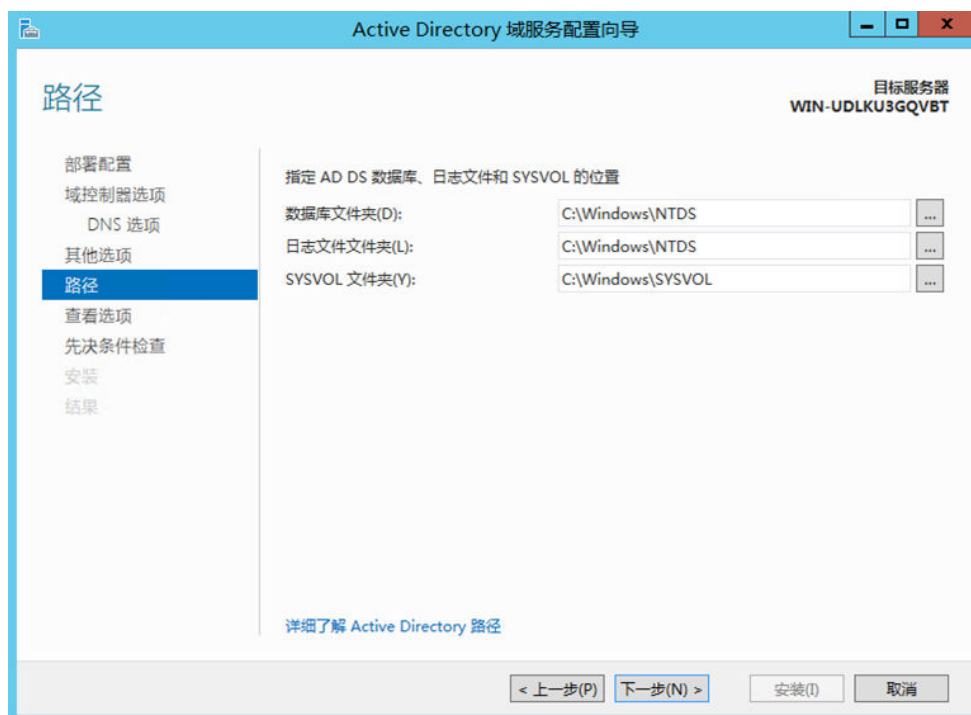 Active Directory 域服务配置向导
路径
目标服务器
WIN-UDLKU3GQVBT
部署配置
域控制器选项
DNS 选项
其他选项
路径
查看选项
先决条件检查
安装
结果
指定 AD DS 数据库、日志文件和 SYSVOL 的位置
数据库文件夹(D): C:\Windows\NTDS ...
日志文件文件夹(L): C:\Windows\NTDS ...
SYSVOL 文件夹(Y): C:\Windows\SYSVOL ...
详细了解 Active Directory 路径
< 上一步(P) 下一步(N) > 安装(I) 取消